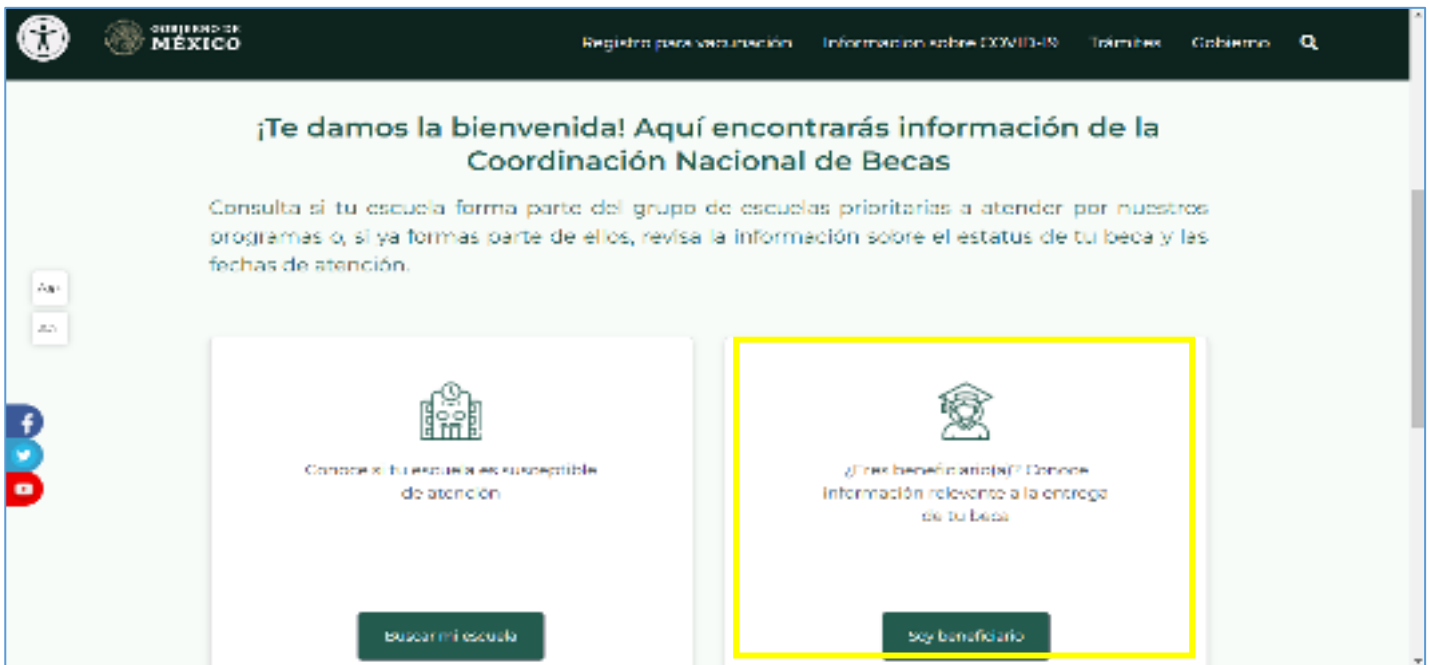 GOBIERNO DE
MÉXICO
Registro para vacunación Información sobre COVID-19 Trámites Gobierno
¡Te damos la bienvenida! Aquí encontrarás información de la
Coordinación Nacional de Becas
Consulta si tu escuela forma parte del grupo de escuelas prioritarias a atender por nuestros
programas o, si ya formas parte de ellos, revisa la información sobre el estatus de tu beca y las
fechas de atención.
Conoce si tu escuela es susceptible
de atención
Buscar mi escuela
¿Eres beneficiario(a)? Conoce
información relevante a la entrega
de tu beca
Soy beneficiario